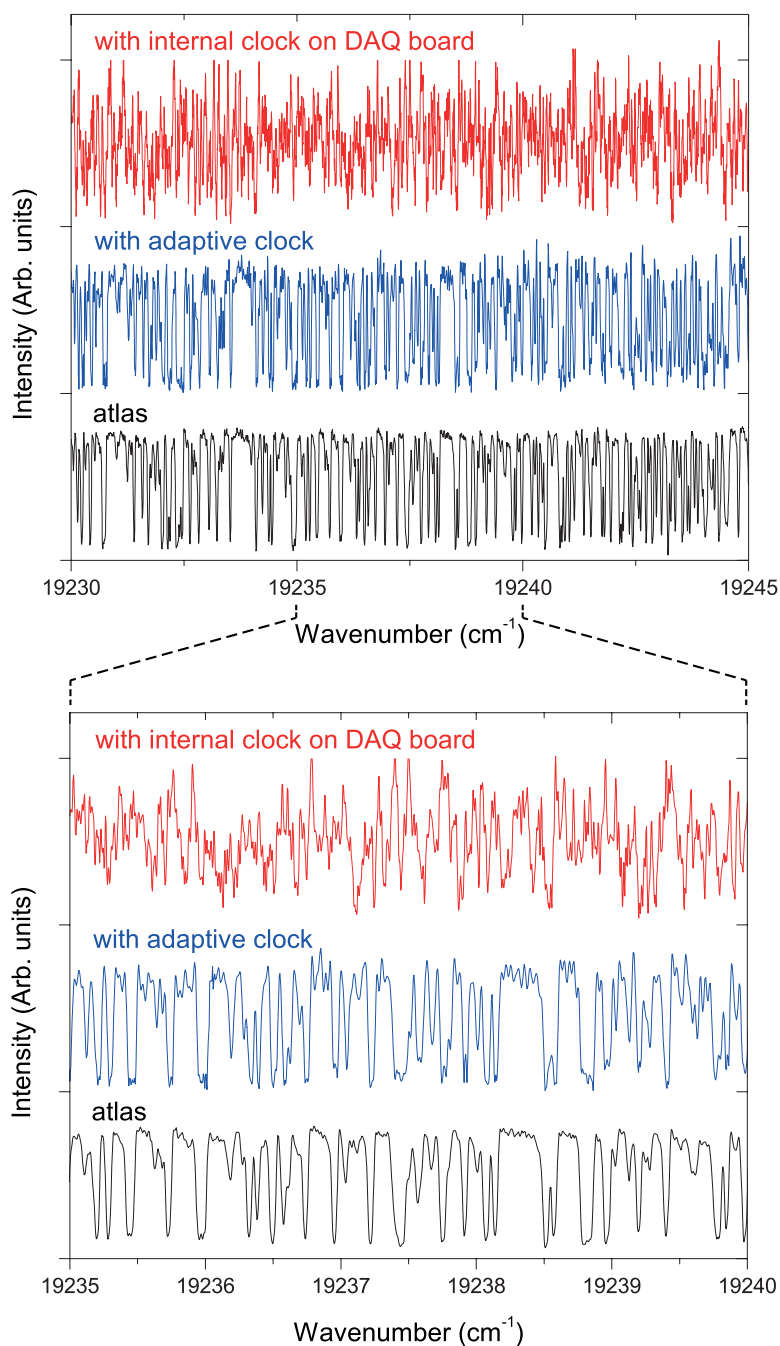 with internal clock on DAQ board
with adaptive clock
atlas
Intensity (Arb. units)
19230 19235 19240 19245
Wavenumber (cm⁻¹)
with internal clock on DAQ board
with adaptive clock
atlas
Intensity (Arb. units)
19235 19236 19237 19238 19239 19240
Wavenumber (cm⁻¹)